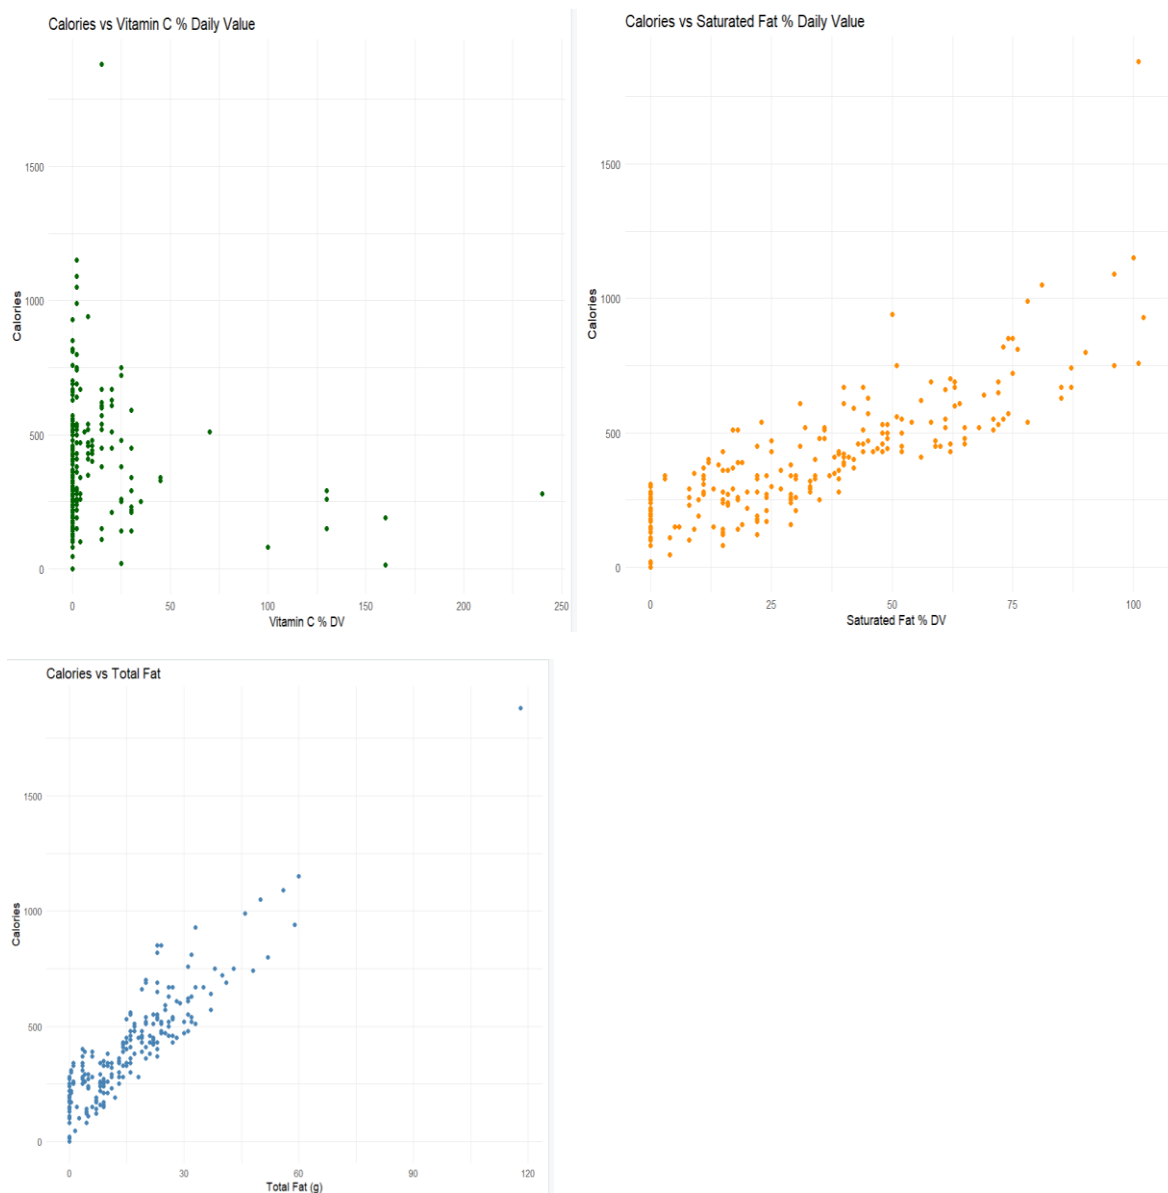 Calories vs Vitamin C % Daily Value
1500
1000
500
0
Calories
0 50 100 150 200 250
Vitamin C % DV
Calories vs Saturated Fat % Daily Value
1500
1000
500
0
Calories
0 25 50 75 100
Saturated Fat % DV
Calories vs Total Fat
1500
1000
500
0
Calories
0 30 60 90 120
Total Fat (g)